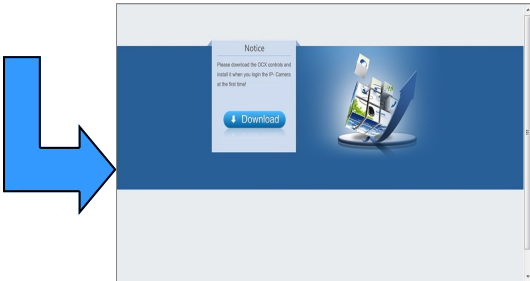 Notice
Please download the OCX controls and
install it when you login the IP- Camera
at the first time!
Download